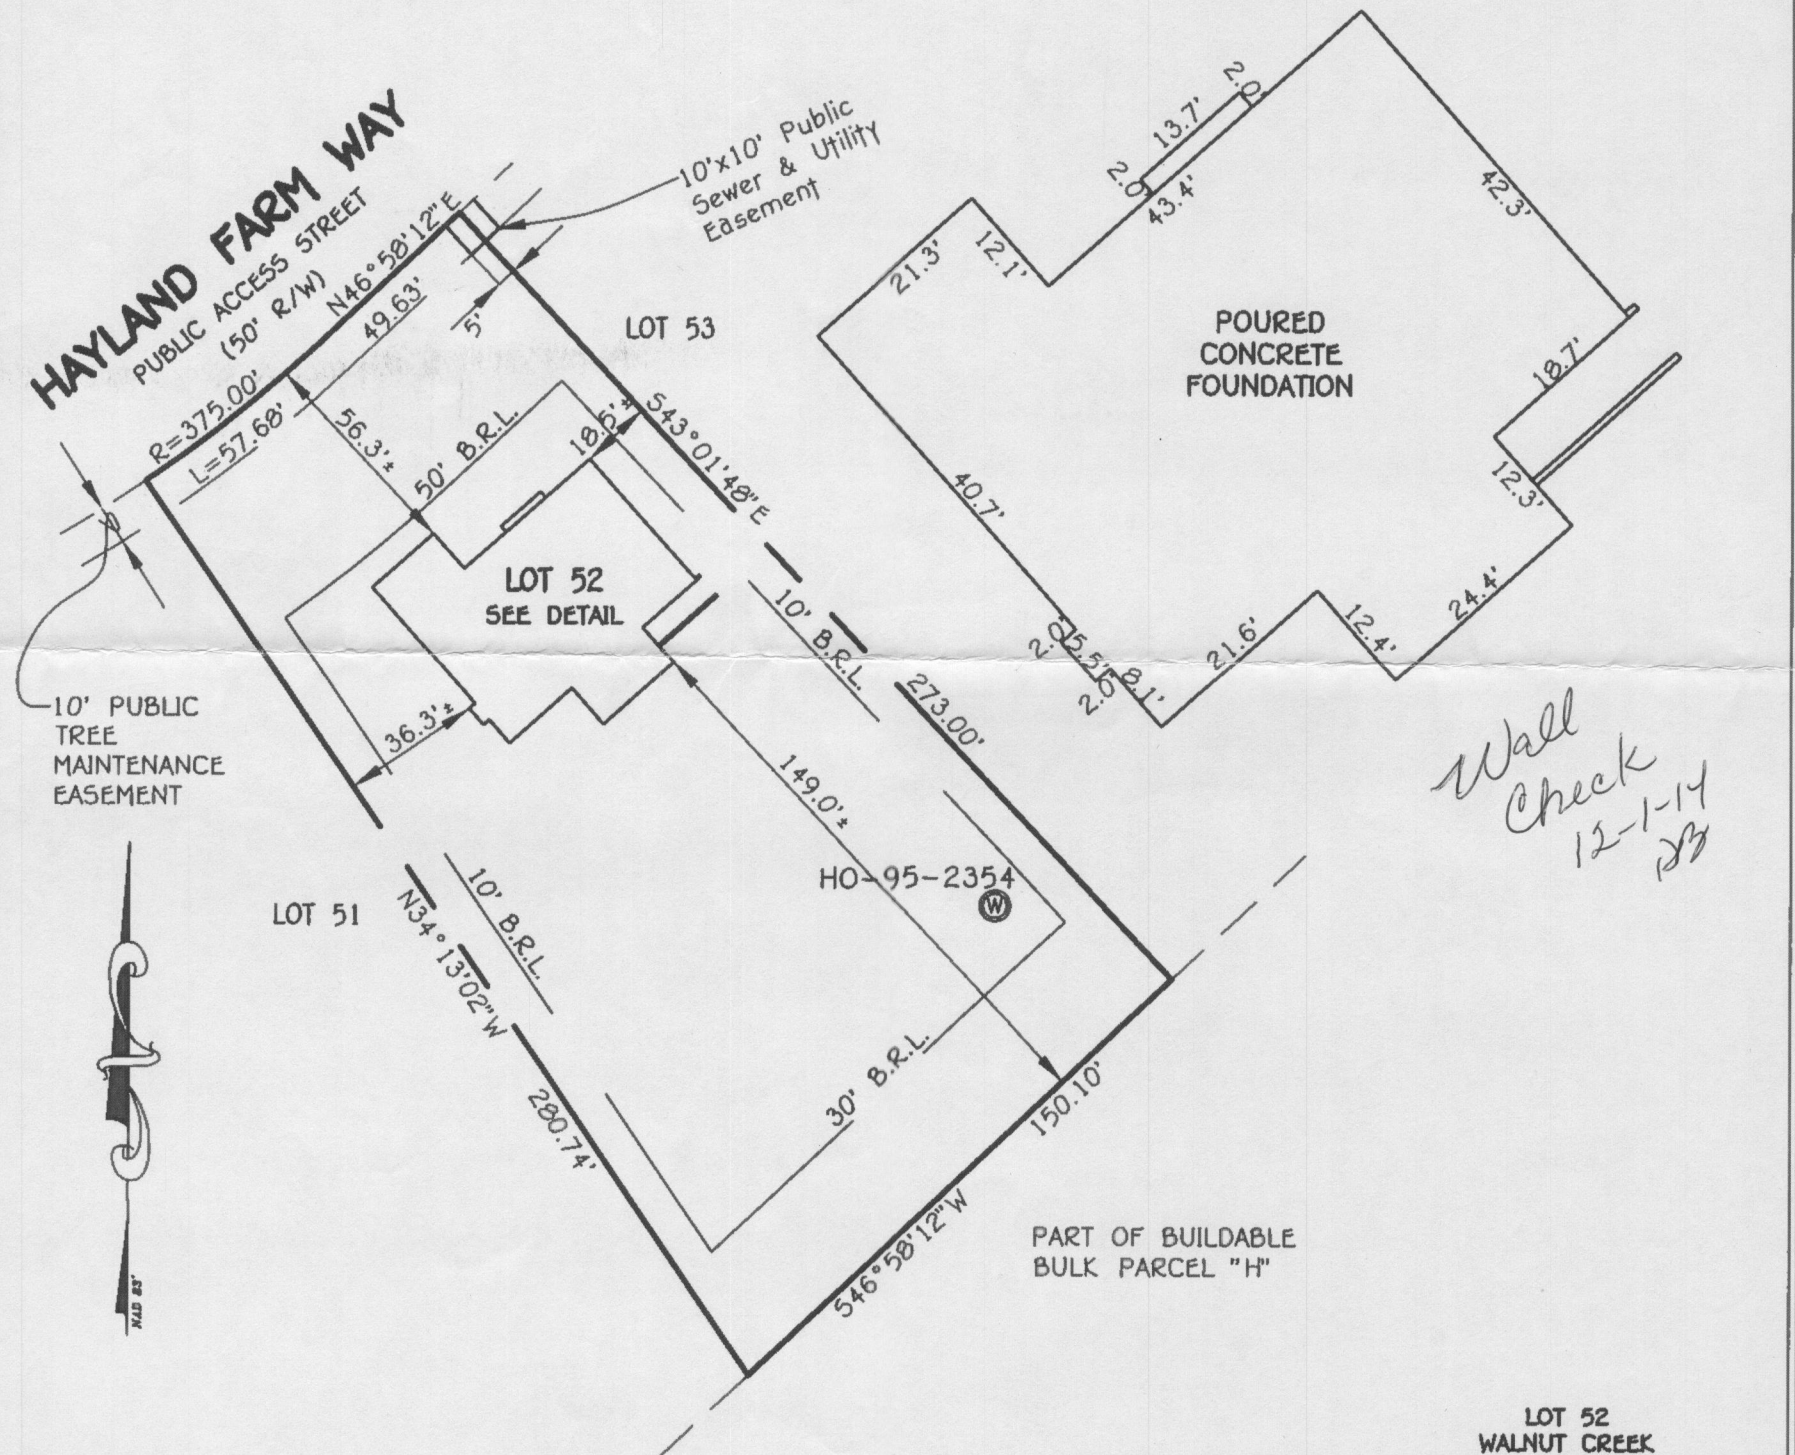 HAYLAND FARM WAY
PUBLIC ACCESS STREET
(50' R/W)
N46°58'12"E
49.63'
R=375.00'
L=57.68'
10'x10' Public
Sewer & Utility
Easement
5'
LOT 53
56.3'±
50' B.R.L.
18.5'±
S43°01'48"E
273.00'
LOT 52
SEE DETAIL
10' B.R.L.
36.3'±
149.0'±
10' PUBLIC
TREE
MAINTENANCE
EASEMENT
LOT 51
10' B.R.L.
N34°13'02"W
280.74'
HO-95-2354
W
30' B.R.L.
150.10'
S46°58'12"W
PART OF BUILDABLE
BULK PARCEL "H"
NAD 83'
POURED
CONCRETE
FOUNDATION
21.3'
12.1'
2.0'
13.7'
2.0'
43.4'
42.3'
18.7'
12.3'
24.4'
12.4'
21.6'
8.1'
2.0'
5.5'
2.0'
40.7'
Wall
Check
12-1-14
DB
LOT 52
WALNUT CREEK